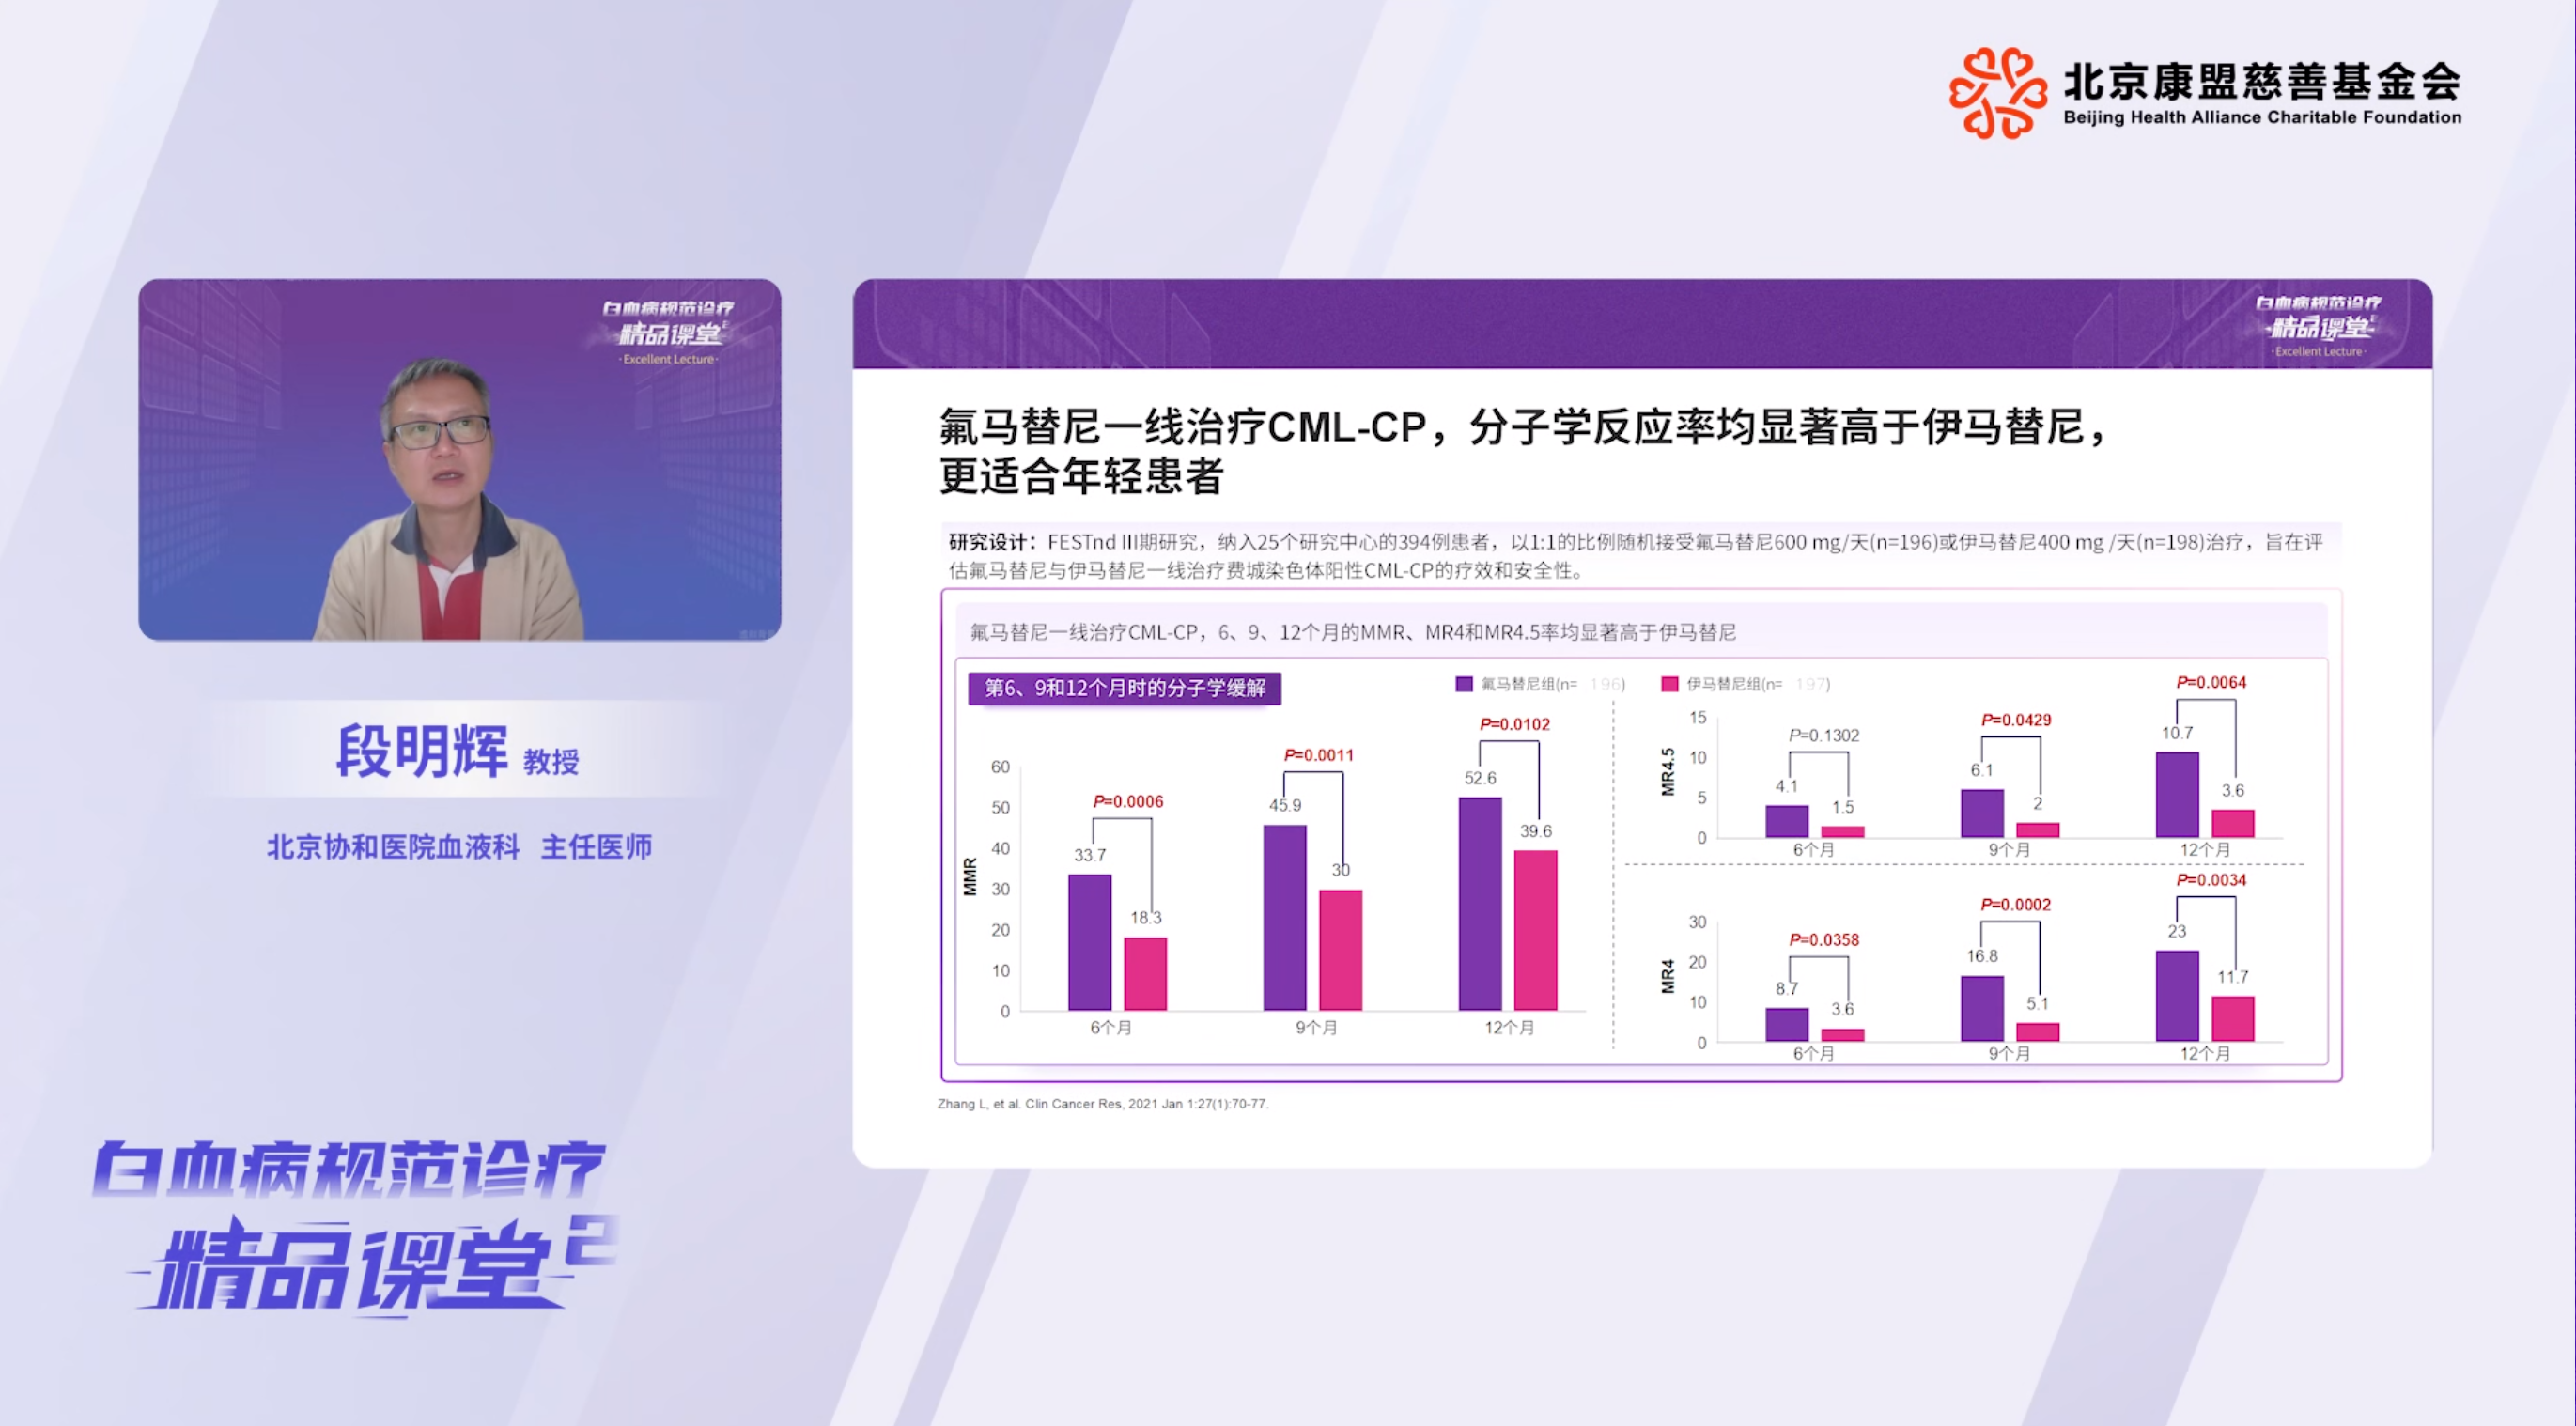 北京康盟慈善基金会
Beijing Health Alliance Charitable Foundation
白血病规范诊疗
精品课堂2
·Excellent Lecture·
段明辉 教授
北京协和医院血液科 主任医师
白血病规范诊疗
精品课堂2
白血病规范诊疗
精品课堂2
·Excellent Lecture·
氟马替尼一线治疗CML-CP，分子学反应率均显著高于伊马替尼，
更适合年轻患者
研究设计：FESTnd III期研究，纳入25个研究中心的394例患者，以1:1的比例随机接受氟马替尼600 mg/天(n=196)或伊马替尼400 mg /天(n=198)治疗，旨在评
估氟马替尼与伊马替尼一线治疗费城染色体阳性CML-CP的疗效和安全性。
氟马替尼一线治疗CML-CP，6、9、12个月的MMR、MR4和MR4.5率均显著高于伊马替尼
第6、9和12个月时的分子学缓解
氟马替尼组(n= 196)
伊马替尼组(n= 197)
MMR
60
50
40
30
20
10
0
P=0.0006
33.7
18.3
6个月
P=0.0011
45.9
30
9个月
P=0.0102
52.6
39.6
12个月
MR4.5
15
10
5
0
P=0.1302
4.1
1.5
6个月
P=0.0429
6.1
2
9个月
P=0.0064
10.7
3.6
12个月
MR4
30
20
10
0
P=0.0358
8.7
3.6
6个月
P=0.0002
16.8
5.1
9个月
P=0.0034
23
11.7
12个月
Zhang L, et al. Clin Cancer Res, 2021 Jan 1:27(1):70-77.